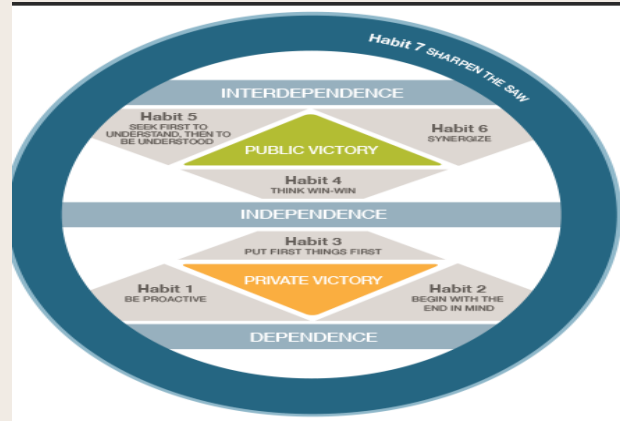 Habit 7 SHARPEN THE SAW
INTERDEPENDENCE
Habit 5
SEEK FIRST TO
UNDERSTAND, THEN TO
BE UNDERSTOOD
Habit 6
SYNERGIZE
PUBLIC VICTORY
Habit 4
THINK WIN-WIN
INDEPENDENCE
Habit 3
PUT FIRST THINGS FIRST
PRIVATE VICTORY
Habit 1
BE PROACTIVE
Habit 2
BEGIN WITH THE
END IN MIND
DEPENDENCE